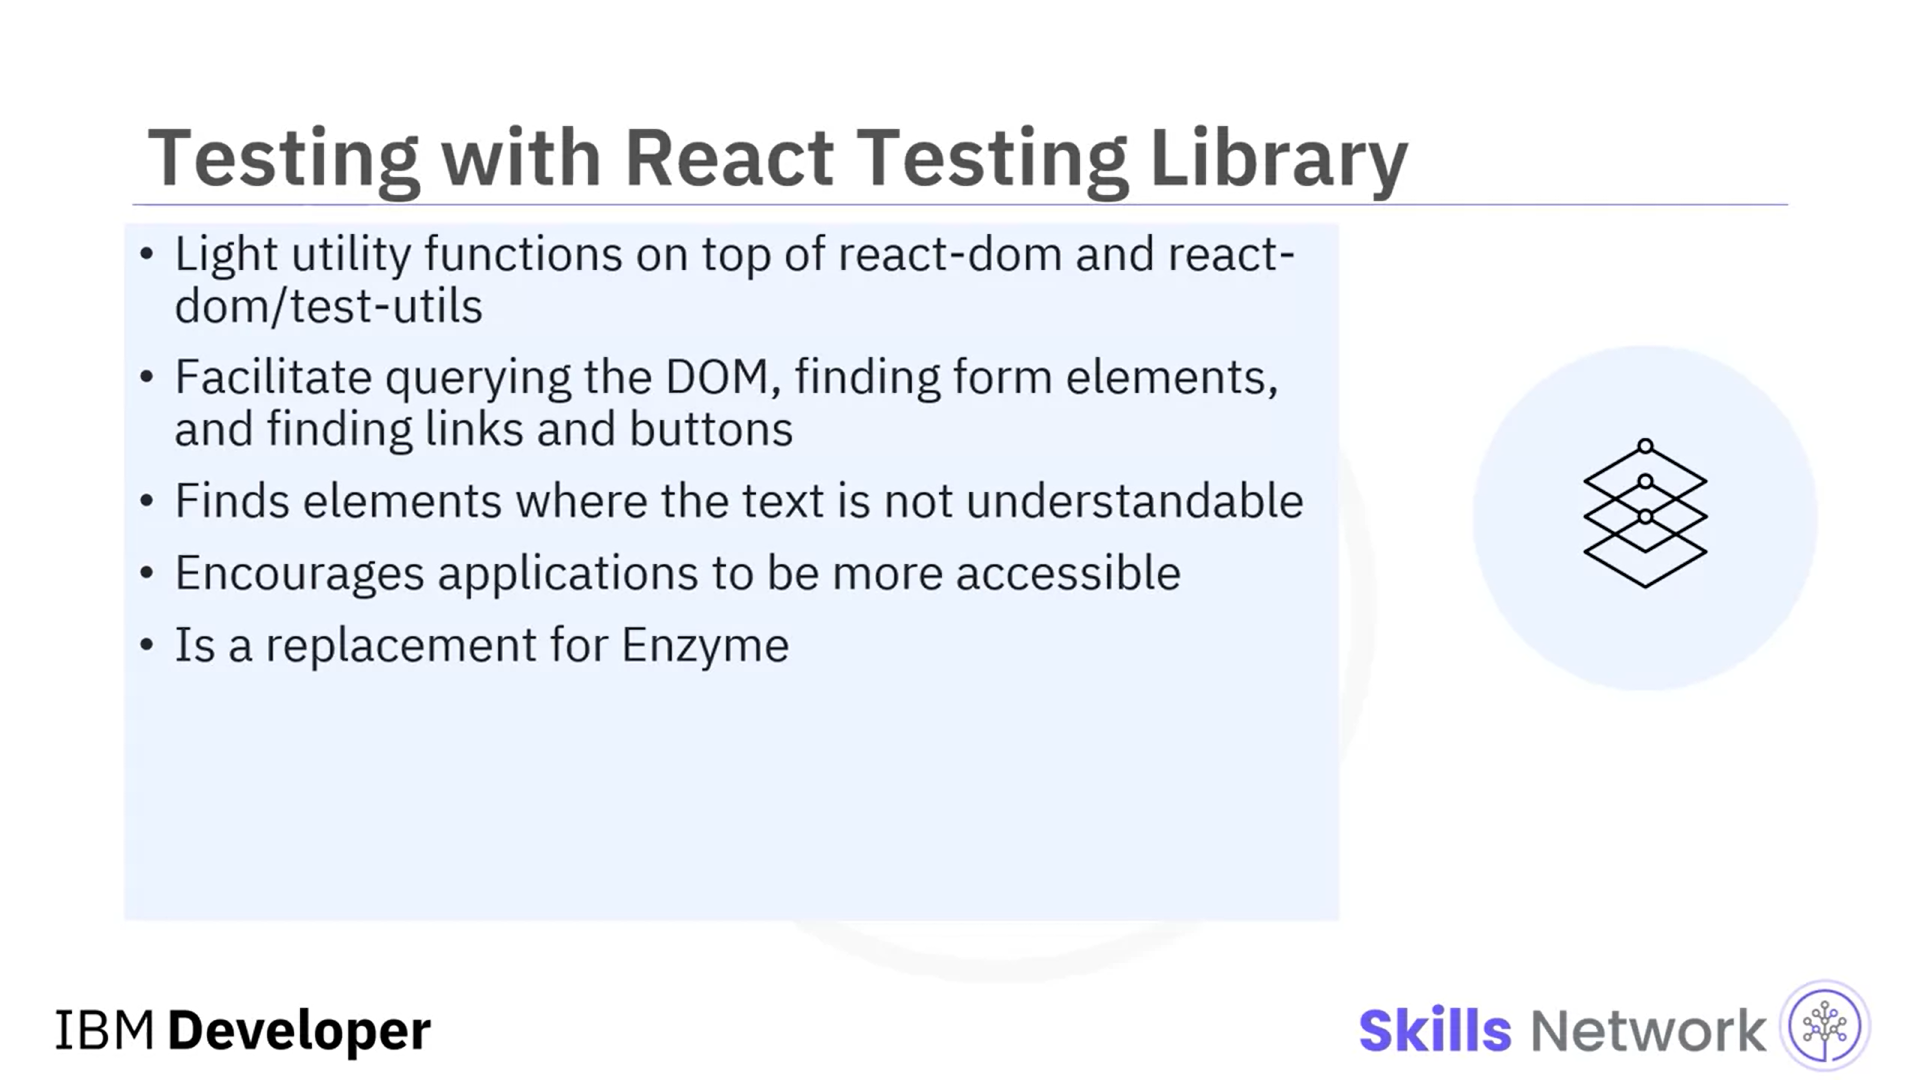 Testing with React Testing Library
• Light utility functions on top of react-dom and react-
dom/test-utils
• Facilitate querying the DOM, finding form elements,
and finding links and buttons
• Finds elements where the text is not understandable
• Encourages applications to be more accessible
• Is a replacement for Enzyme
IBM Developer
Skills Network